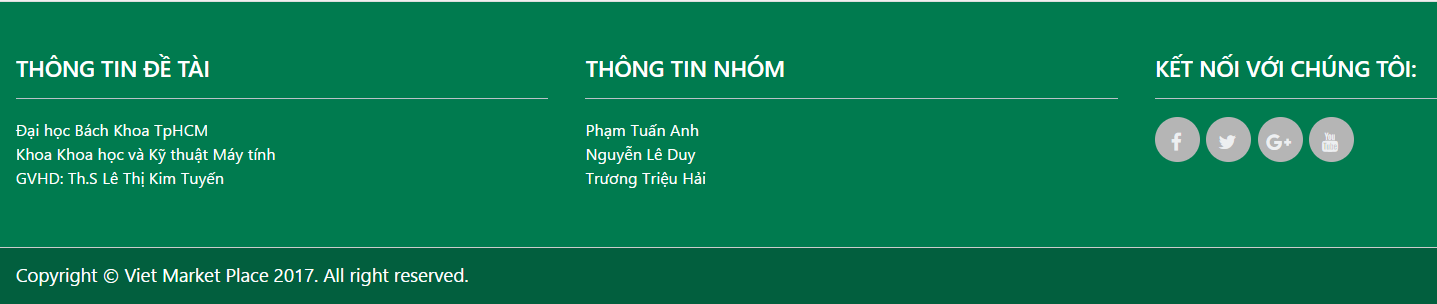 THÔNG TIN ĐỀ TÀI
Đại học Bách Khoa TpHCM
Khoa Khoa học và Kỹ thuật Máy tính
GVHD: Th.S Lê Thị Kim Tuyến
THÔNG TIN NHÓM
Phạm Tuấn Anh
Nguyễn Lê Duy
Trương Triệu Hải
KẾT NỐI VỚI CHÚNG TÔI:
f
G+
You
Tube
Copyright © Viet Market Place 2017. All right reserved.